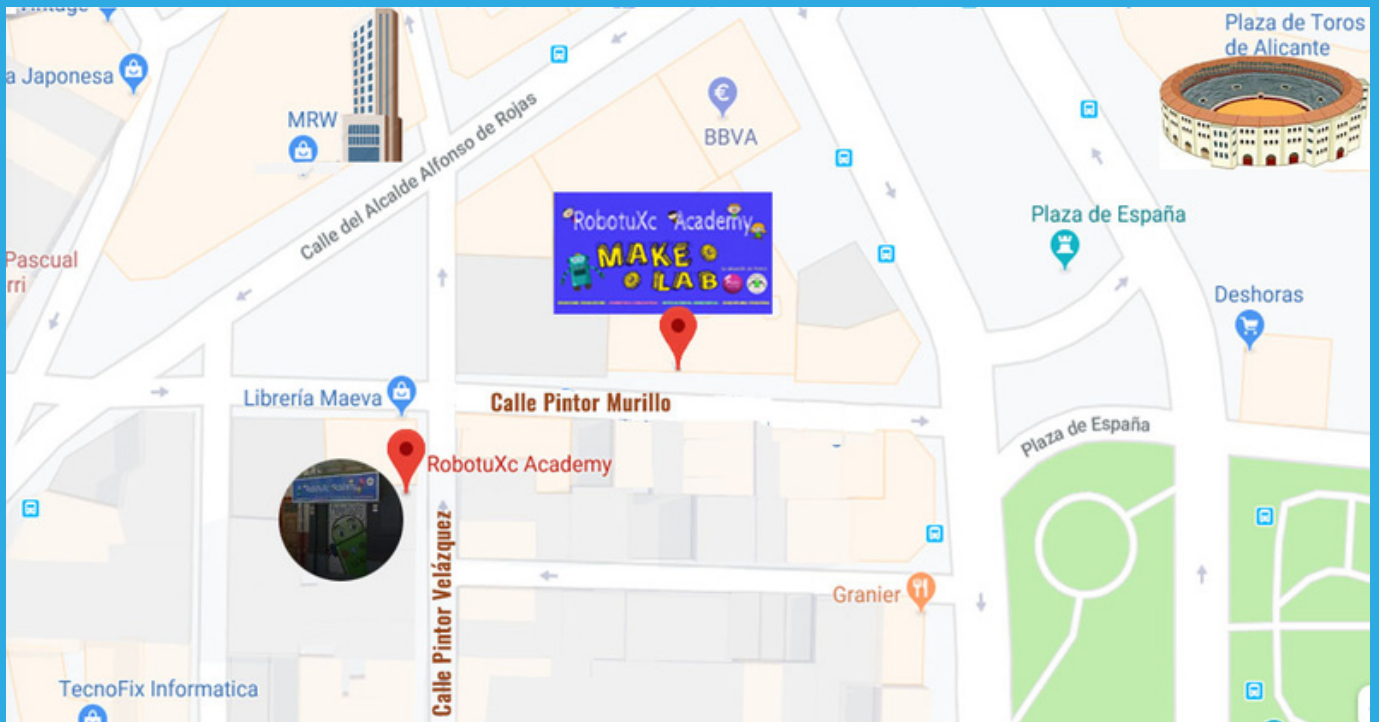 Vintage
Plaza de Toros
de Alicante
a Japonesa
MRW
BBVA
Calle del Alcalde Alfonso de Rojas
RobotuXc Academy
MAKE
LAB
Plaza de España
Pascual
rri
Deshoras
Librería Maeva
Calle Pintor Murillo
Plaza de España
RobotuXc Academy
Calle Pintor Velázquez
Granier
TecnoFix Informatica